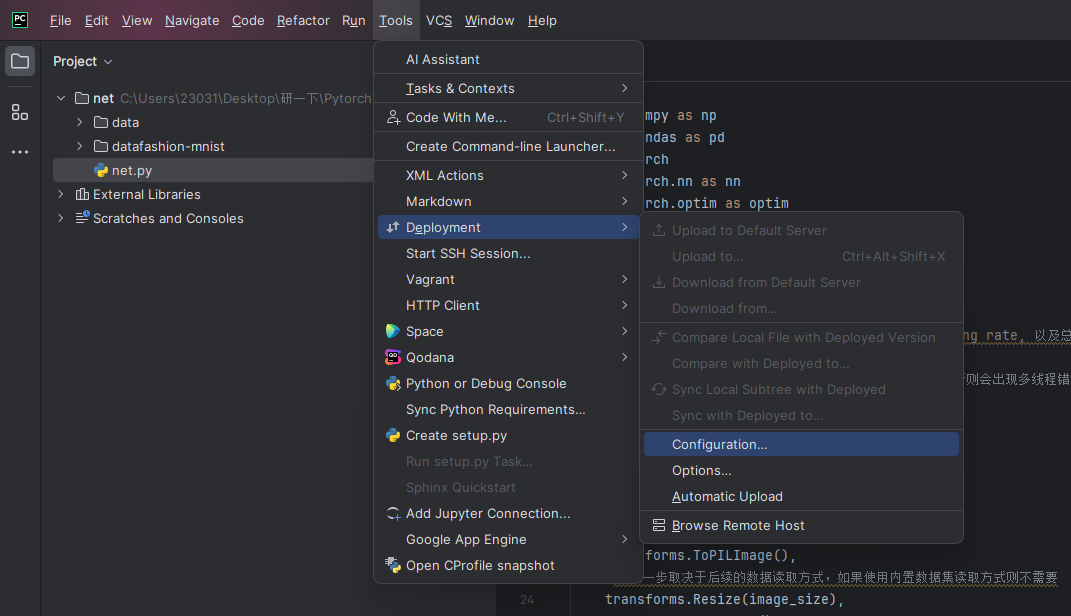 PC File Edit View Navigate Code Refactor Run Tools VCS Window Help
Project
net C:\Users\23031\Desktop\研一下\Pytorch
data
datafashion-mnist
net.py
External Libraries
Scratches and Consoles
AI Assistant
Tasks & Contexts
Code With Me... Ctrl+Shift+Y
Create Command-line Launcher...
XML Actions
Markdown
Deployment
Start SSH Session...
Vagrant
HTTP Client
Space
Qodana
Python or Debug Console
Sync Python Requirements...
Create setup.py
Run setup.py Task...
Sphinx Quickstart
Add Jupyter Connection...
Google App Engine
Open CProfile snapshot
Upload to Default Server
Upload to... Ctrl+Alt+Shift+X
Download from Default Server
Download from...
Compare Local File with Deployed Version
Compare with Deployed to...
Sync Local Subtree with Deployed
Sync with Deployed to...
Configuration...
Options...
Automatic Upload
Browse Remote Host
mpy as np
ndas as pd
rch
rch.nn as nn
rch.optim as optim
ng rate, 以及总
则会出现多线程错
forms.ToPILImage(),
一步取决于后续的数据读取方式，如果使用内置数据集读取方式则不需要
24 transforms.Resize(image_size),